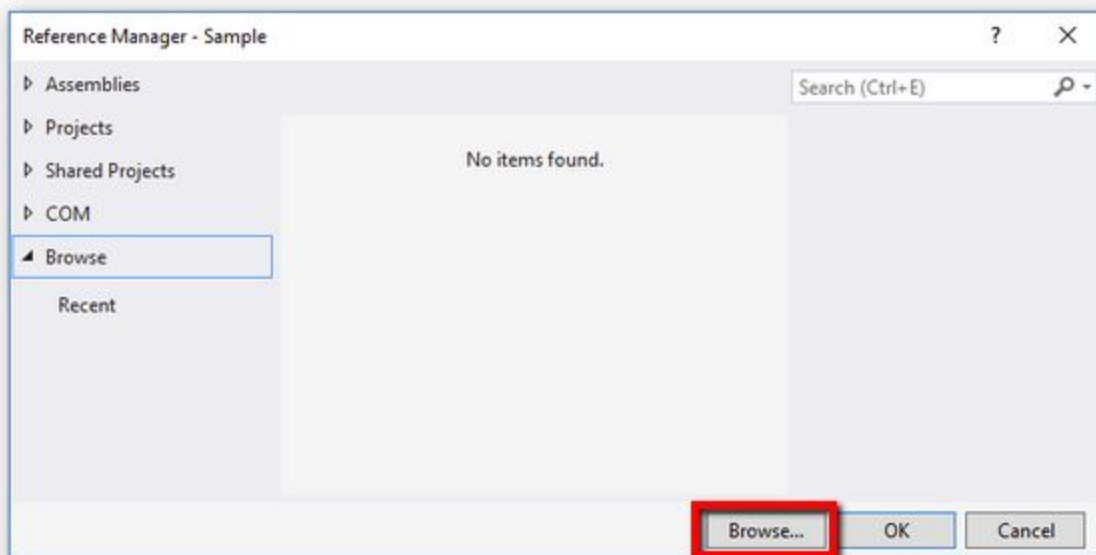 Reference Manager - Sample
?
Assemblies
Search (Ctrl+E)
Projects
No items found.
Shared Projects
COM
Browse
Recent
Browse...
OK
Cancel